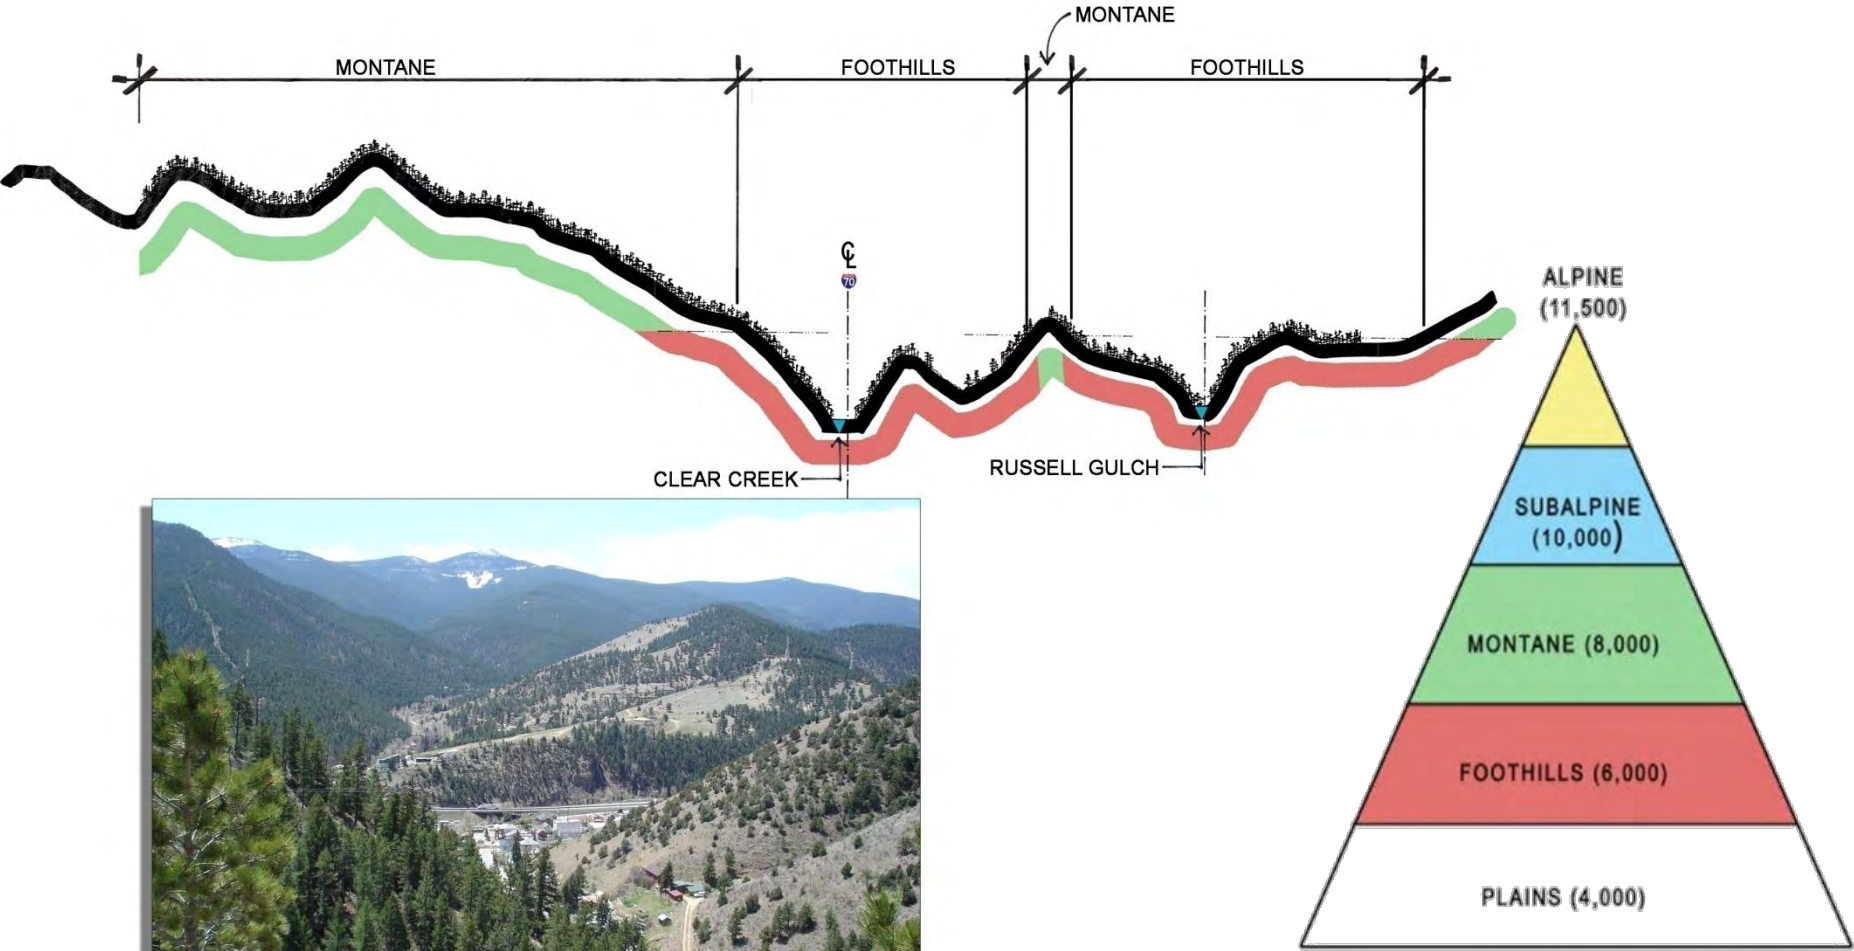 MONTANE
MONTANE
FOOTHILLS
FOOTHILLS
CL
70
CLEAR CREEK
RUSSELL GULCH
ALPINE
(11,500)
SUBALPINE
(10,000)
MONTANE (8,000)
FOOTHILLS (6,000)
PLAINS (4,000)